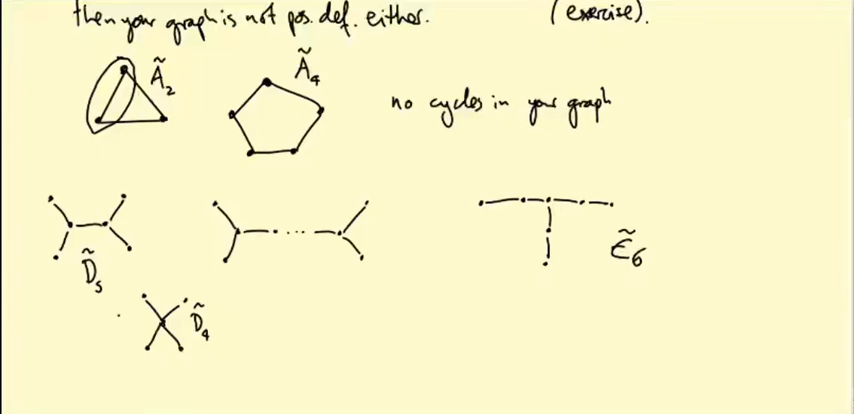 then your graph is not pos. def. either. (exercise).
Ã₂ Ã₄
no cycles in your graph
D̃₅ Ẽ₆
D̃₄